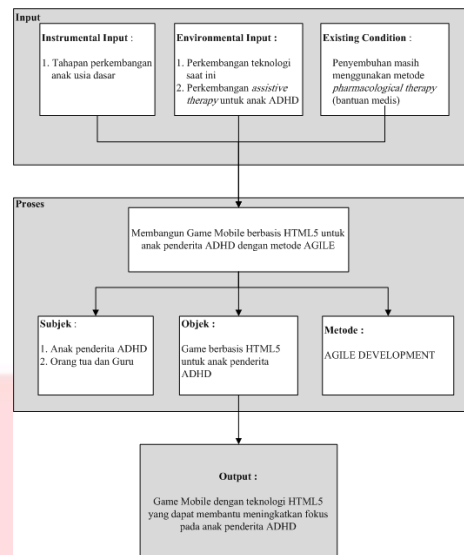 Input
Instrumental Input :
1. Tahapan perkembangan
anak usia dasar
Environmental Input :
1. Perkembangan teknologi
saat ini
2. Perkembangan assistive
therapy untuk anak ADHD
Existing Condition :
Penyembuhan masih
menggunakan metode
pharmacological therapy
(bantuan medis)
Proses
Membangun Game Mobile berbasis HTML5 untuk
anak penderita ADHD dengan metode AGILE
Subjek :
1. Anak penderita ADHD
2. Orang tua dan Guru
Objek :
Game berbasis HTML5
untuk anak penderita
ADHD
Metode :
AGILE DEVELOPMENT
Output :
Game Mobile dengan teknologi HTML5
yang dapat membantu meningkatkan fokus
pada anak penderita ADHD